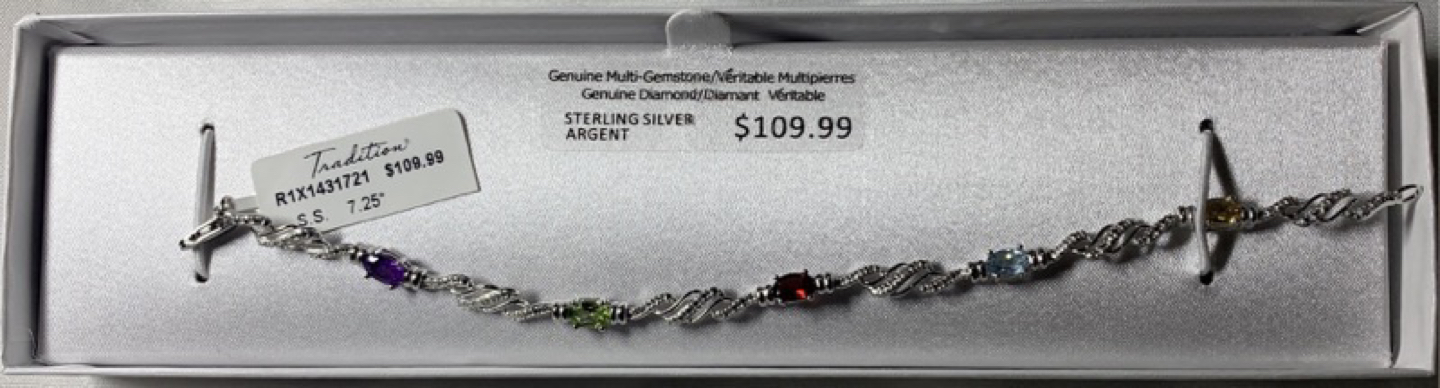 Genuine Multi-Gemstone/Véritable Multipierres
Genuine Diamond/Diamant Véritable
STERLING SILVER
ARGENT
$109.99
Tradition
R1X1431721 $109.99
S.S. 7.25"